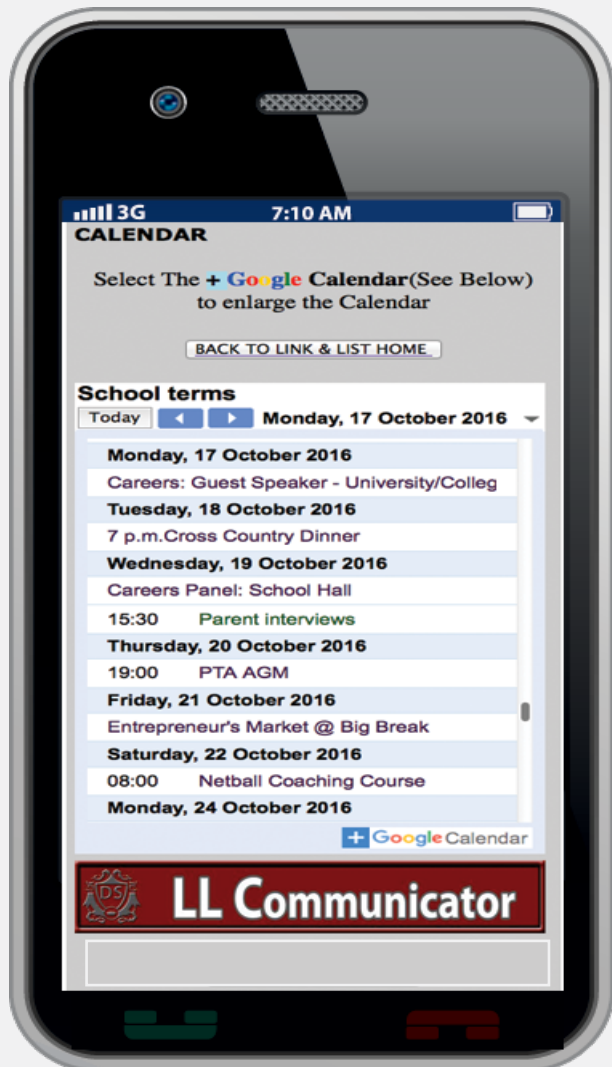 3G 7:10 AM
CALENDAR
Select The + Google Calendar(See Below)
to enlarge the Calendar
BACK TO LINK & LIST HOME
School terms
Today Monday, 17 October 2016
Monday, 17 October 2016
Careers: Guest Speaker - University/Colleg
Tuesday, 18 October 2016
7 p.m.Cross Country Dinner
Wednesday, 19 October 2016
Careers Panel: School Hall
15:30 Parent interviews
Thursday, 20 October 2016
19:00 PTA AGM
Friday, 21 October 2016
Entrepreneur's Market @ Big Break
Saturday, 22 October 2016
08:00 Netball Coaching Course
Monday, 24 October 2016
+ Google Calendar
DS LL Communicator